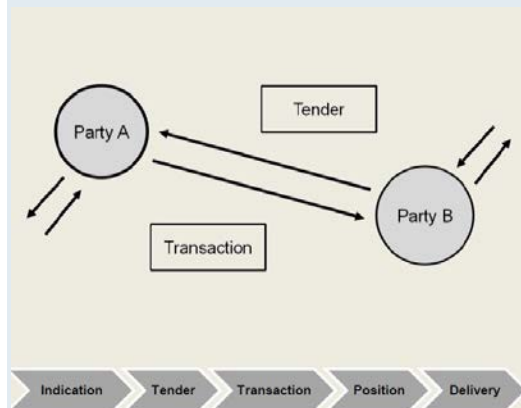 Tender
Party A
Party B
Transaction
Indication Tender Transaction Position Delivery